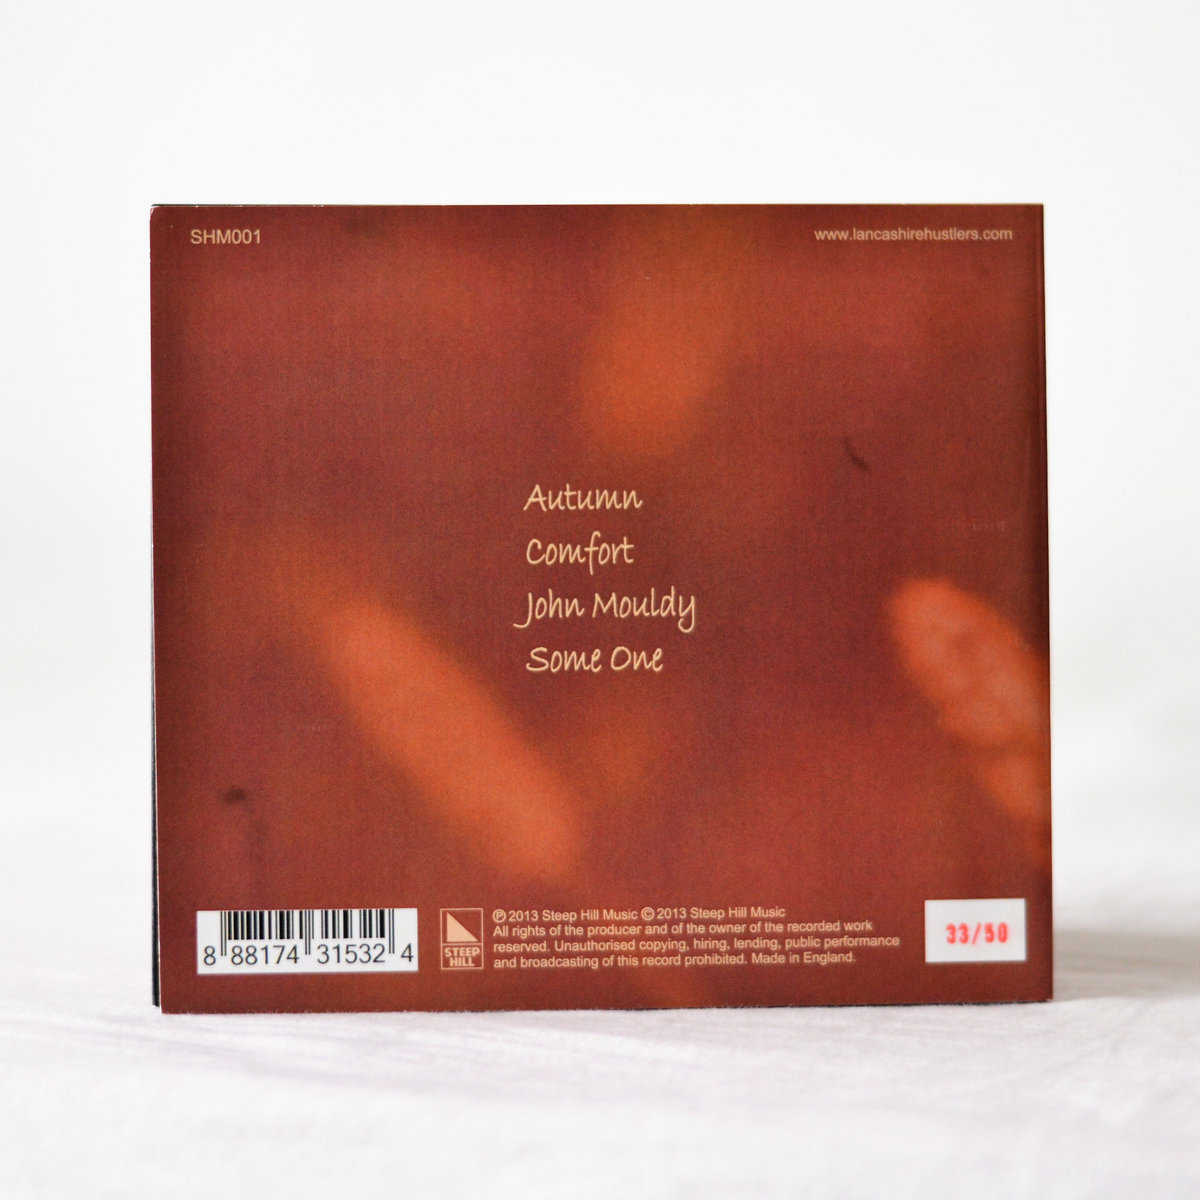 SHM001
www.lancashirehustlers.com
Autumn
Comfort
John Mouldy
Some One
8 88174 31532 4
STEEP
HILL
℗ 2013 Steep Hill Music © 2013 Steep Hill Music
All rights of the producer and of the owner of the recorded work
reserved. Unauthorised copying, hiring, lending, public performance
and broadcasting of this record prohibited. Made in England.
33/50